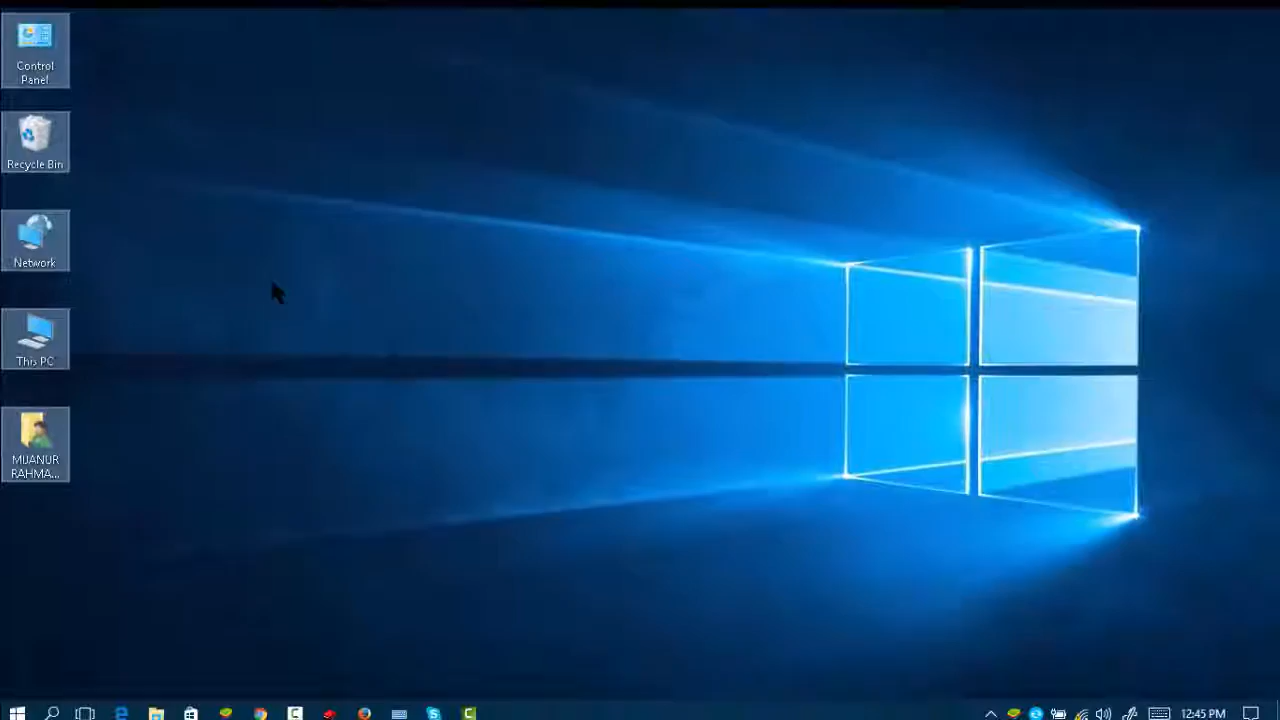 Control
Panel
Recycle Bin
Network
This PC
MIJANUR
RAHMA...
12:45 PM